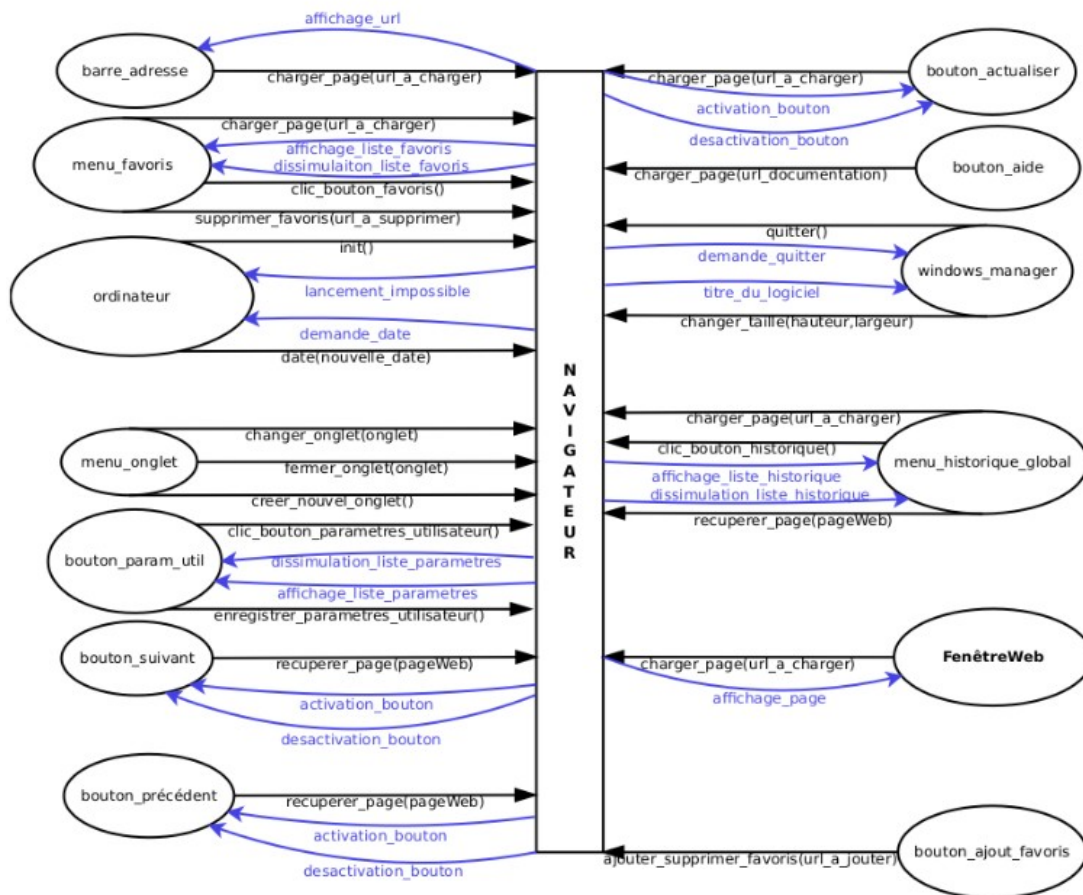 affichage_url
barre_adresse
charger_page(url_a_charger)
charger_page(url_a_charger)
menu_favoris
affichage_liste_favoris
dissimulaiton_liste_favoris
clic_bouton_favoris()
supprimer_favoris(url_a_supprimer)
init()
ordinateur
lancement_impossible
demande_date
date(nouvelle_date)
changer_onglet(onglet)
menu_onglet
fermer_onglet(onglet)
creer_nouvel_onglet()
clic_bouton_parametres_utilisateur()
bouton_param_util
dissimulation_liste_parametres
affichage_liste_parametres
enregistrer_parametres_utilisateur()
bouton_suivant
recuperer_page(pageWeb)
activation_bouton
desactivation_bouton
bouton_précédent
recuperer_page(pageWeb)
activation_bouton
desactivation_bouton
NAVIGATEUR
charger_page(url_a_charger)
bouton_actualiser
activation_bouton
desactivation_bouton
charger_page(url_documentation)
bouton_aide
quitter()
demande_quitter
windows_manager
titre_du_logiciel
changer_taille(hauteur,largeur)
charger_page(url_a_charger)
clic_bouton_historique()
menu_historique_global
affichage_liste_historique
dissimulation_liste_historique
recuperer_page(pageWeb)
charger_page(url_a_charger)
FenêtreWeb
affichage_page
ajouter_supprimer_favoris(url_a_jouter)
bouton_ajout_favoris